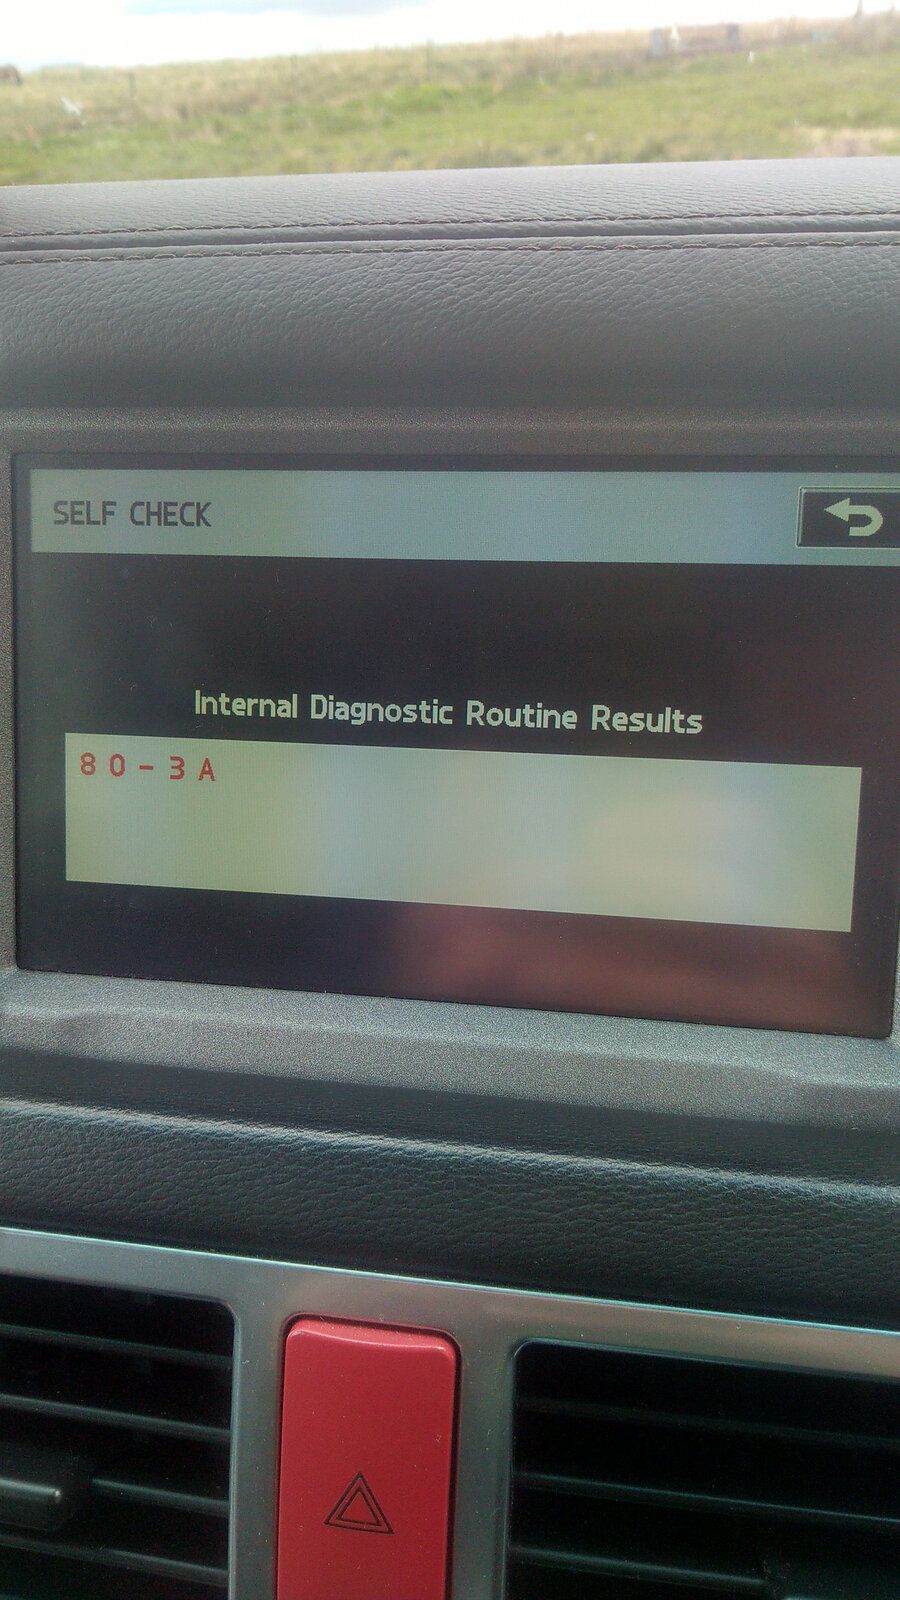 SELF CHECK
Internal Diagnostic Routine Results
80-3A